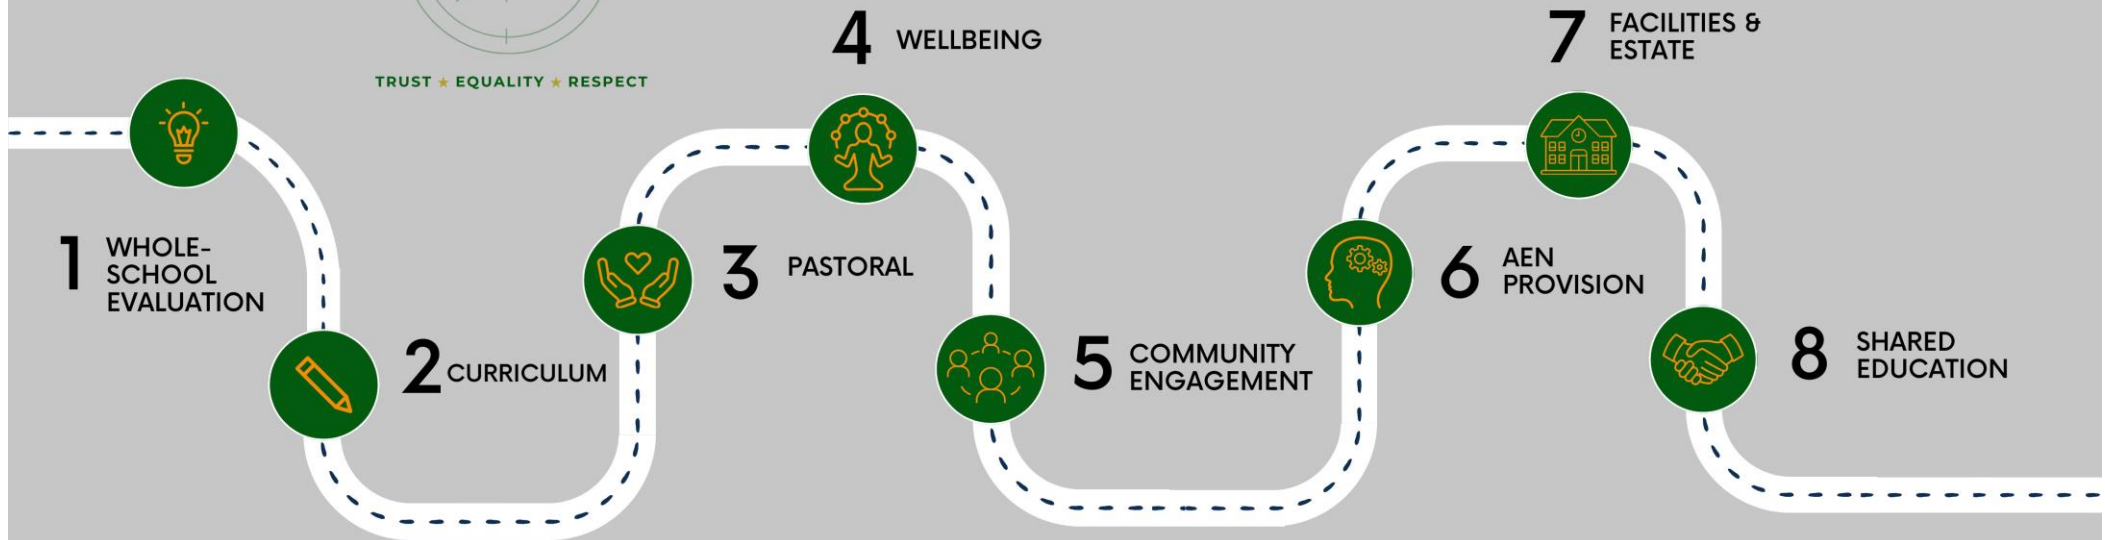 TRUST ★ EQUALITY ★ RESPECT
1
WHOLE-
SCHOOL
EVALUATION
2
CURRICULUM
3
PASTORAL
4
WELLBEING
5
COMMUNITY
ENGAGEMENT
6
AEN
PROVISION
7
FACILITIES &
ESTATE
8
SHARED
EDUCATION